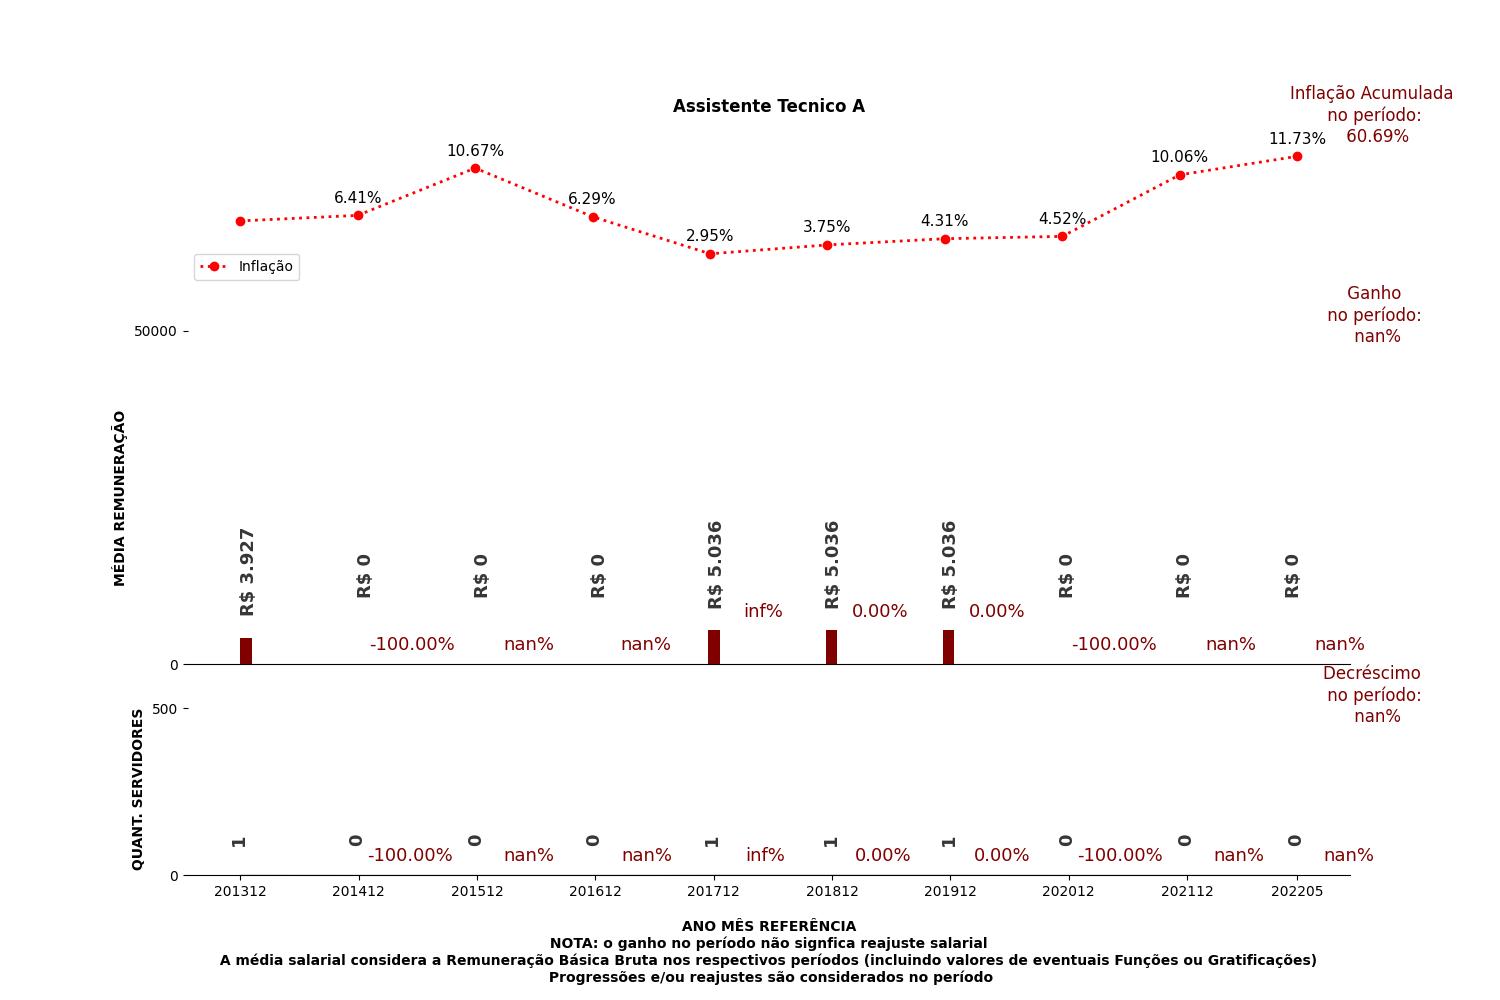 Assistente Tecnico A
Inflação Acumulada
no período:
60.69%
6.41%
10.67%
6.29%
2.95%
3.75%
4.31%
4.52%
10.06%
11.73%
Inflação
Ganho
no período:
nan%
50000
0
MÉDIA REMUNERAÇÃO
R$ 3.927
R$ 0
R$ 0
R$ 0
R$ 5.036
R$ 5.036
R$ 5.036
R$ 0
R$ 0
R$ 0
-100.00%
nan%
nan%
inf%
0.00%
0.00%
-100.00%
nan%
nan%
Decréscimo
no período:
nan%
500
0
QUANT. SERVIDORES
1
0
0
0
1
1
1
0
0
0
-100.00%
nan%
nan%
inf%
0.00%
0.00%
-100.00%
nan%
nan%
201312
201412
201512
201612
201712
201812
201912
202012
202112
202205
ANO MÊS REFERÊNCIA
NOTA: o ganho no período não signfica reajuste salarial
A média salarial considera a Remuneração Básica Bruta nos respectivos períodos (incluindo valores de eventuais Funções ou Gratificações)
Progressões e/ou reajustes são considerados no período